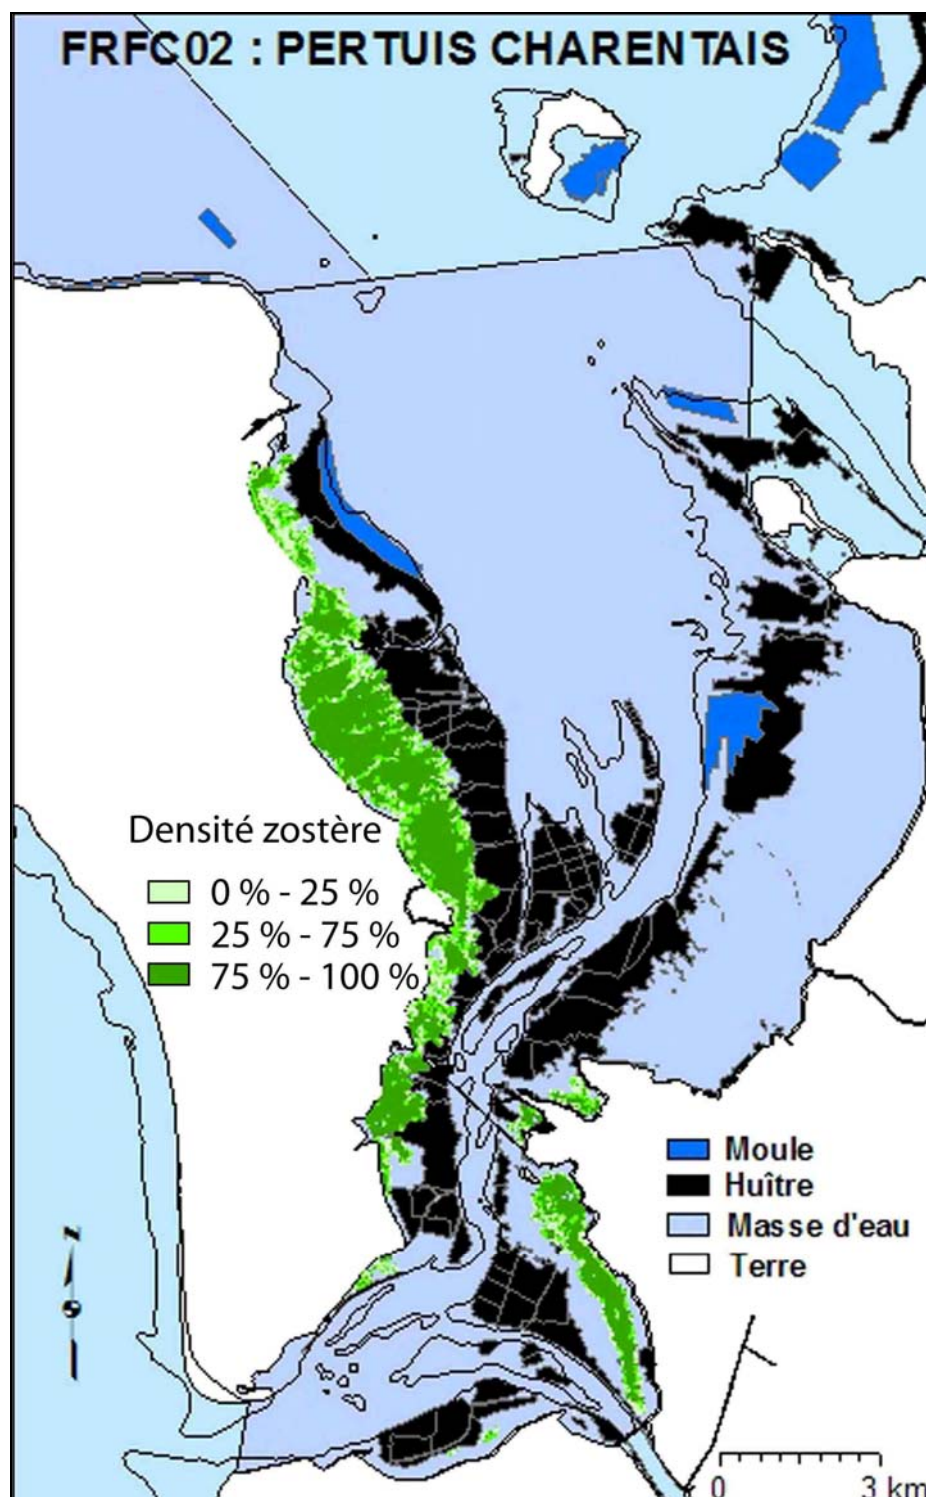 FRFC02 : PERTUIS CHARENTAIS
Densité zostère
0 % - 25 %
25 % - 75 %
75 % - 100 %
Moule
Huître
Masse d'eau
Terre
N
0 3 km